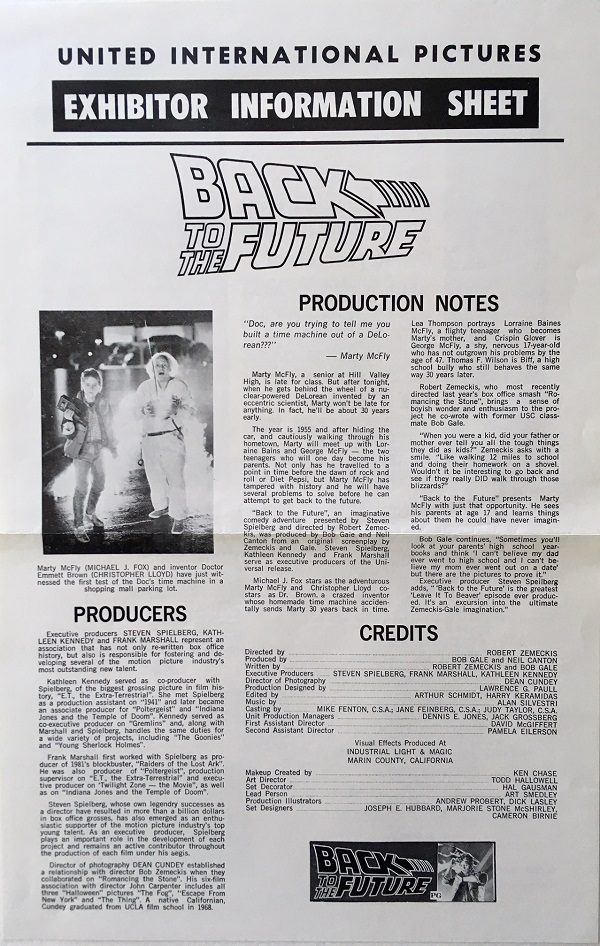 UNITED INTERNATIONAL PICTURES
EXHIBITOR INFORMATION SHEET
BACK
TO THE FUTURE
Marty McFly (MICHAEL J. FOX) and inventor Doctor
Emmett Brown (CHRISTOPHER LLOYD) have just wit-
nessed the first test of the Doc's time machine in a
shopping mall parking lot.
PRODUCERS
Executive producers STEVEN SPIELBERG, KATH-
LEEN KENNEDY and FRANK MARSHALL represent an
association that has not only re-written box office
history, but also is responsible for fostering and de-
veloping several of the motion picture industry's
most outstanding new talent.
Kathleen Kennedy served as co-producer with
Spielberg, of the biggest grossing picture in film his-
tory, "E.T., the Extra-Terrestrial". She met Spielberg
as a production assistant on "1941" and later became
an associate producer for "Poltergeist" and "Indiana
Jones and the Temple of Doom". Kennedy served as
co-executive producer on "Gremlins" and, along with
Marshall and Spielberg, handles the same duties for
a wide variety of projects, including "The Goonies"
and "Young Sherlock Holmes".
Frank Marshall first worked with Spielberg as pro-
ducer of 1981's blockbuster, "Raiders of the Lost Ark".
He was also producer of "Poltergeist", production
supervisor on "E.T., the Extra-Terrestrial" and execu-
tive producer on "Twilight Zone — the Movie", as well
as on "Indiana Jones and the Temple of Doom".
Steven Spielberg, whose own legendary successes as
a director have resulted in more than a billion dollars
in box office grosses, has also emerged as an enthu-
siastic supporter of the motion picture industry's top
young talent. As an executive producer, Spielberg
plays an important role in the development of each
project and remains an active contributor throughout
the production of each film under his aegis.
Director of photography DEAN CUNDEY established
a relationship with director Bob Zemeckis when they
collaborated on "Romancing the Stone". His six-film
association with director John Carpenter includes all
three "Halloween" pictures "The Fog", "Escape From
New York" and "The Thing". A native Californian,
Cundey graduated from UCLA film school in 1968.
PRODUCTION NOTES
"Doc, are you trying to tell me you
built a time machine out of a DeLo-
rean???"
— Marty McFly
Marty McFly, a senior at Hill Valley
High, is late for class. But after tonight,
when he gets behind the wheel of a nu-
clear-powered DeLorean invented by an
eccentric scientist, Marty won't be late for
anything. In fact, he'll be about 30 years
early.
The year is 1955 and after hiding the
car, and cautiously walking through his
hometown, Marty will meet up with Lor-
raine Bains and George McFly — the two
teenagers who will one day become his
parents. Not only has he travelled to a
point in time before the dawn of rock and
roll or Diet Pepsi, but Marty McFly has
tampered with history and he will have
several problems to solve before he can
attempt to get back to the future.
"Back to the Future", an imaginative
comedy adventure presented by Steven
Spielberg and directed by Robert Zemec-
kis, was produced by Bob Gale and Neil
Canton from an original screenplay by
Zemeckis and Gale. Steven Spielberg,
Kathleen Kennedy and Frank Marshall
serve as executive producers of the Uni-
versal release.
Michael J. Fox stars as the adventurous
Marty McFly and Christopher Lloyd co-
stars as Dr. Brown, a crazed inventor
whose homemade time machine acciden-
tally sends Marty 30 years back in time.
Lea Thompson portrays Lorraine Baines
McFly, a flighty teenager who becomes
Marty's mother, and Crispin Glover is
George McFly, a shy, nervous 17-year-old
who has not outgrown his problems by the
age of 47. Thomas F. Wilson is Biff, a high
school bully who still behaves the same
way 30 years later.
Robert Zemeckis, who most recently
directed last year's box office smash "Ro-
mancing the Stone", brings a sense of
boyish wonder and enthusiasm to the pro-
ject he co-wrote with former USC class-
mate Bob Gale.
"When you were a kid, did your father or
mother ever tell you all the tough things
they did as kids?" Zemeckis asks with a
smile. "Like walking 12 miles to school
and doing their homework on a shovel.
Wouldn't it be interesting to go back and
see if they really DID walk through those
blizzards?"
"Back to the Future" presents Marty
McFly with just that opportunity. He sees
his parents at age 17 and learns things
about them he could have never imagin-
ed.
Bob Gale continues, "Sometimes you'll
look at your parents' high school year-
books and think 'I can't believe my dad
ever went to high school and I can't be-
lieve my mom ever went out on a date'
but there are the pictures to prove it."
Executive producer Steven Spielberg
adds, " 'Back to the Future' is the greatest
'Leave It To Beaver' episode ever produc-
ed. It's an excursion into the ultimate
Zemeckis-Gale imagination."
CREDITS
Directed by ROBERT ZEMECKIS
Produced by BOB GALE and NEIL CANTON
Written by ROBERT ZEMECKIS and BOB GALE
Executive Producers STEVEN SPIELBERG, FRANK MARSHALL, KATHLEEN KENNEDY
Director of Photography DEAN CUNDEY
Production Designed by LAWRENCE G. PAULL
Edited by ARTHUR SCHMIDT, HARRY KERAMIDAS
Music by ALAN SILVESTRI
Casting by MIKE FENTON, C.S.A.; JANE FEINBERG, C.S.A.; JUDY TAYLOR, C.S.A.
Unit Production Managers DENNIS E. JONES, JACK GROSSBERG
First Assistant Director DAVID McGIFFERT
Second Assistant Director PAMELA EILERSON
Visual Effects Produced At
INDUSTRIAL LIGHT & MAGIC
MARIN COUNTY, CALIFORNIA
Makeup Created by KEN CHASE
Art Director TODD HALLOWELL
Set Decorator HAL GAUSMAN
Lead Person ART SMEDLEY
Production Illustrators ANDREW PROBERT, DICK LASLEY
Set Designers JOSEPH E. HUBBARD, MARJORIE STONE McSHIRLEY,
CAMERON BIRNIE
BACK
TO THE FUTURE
PG